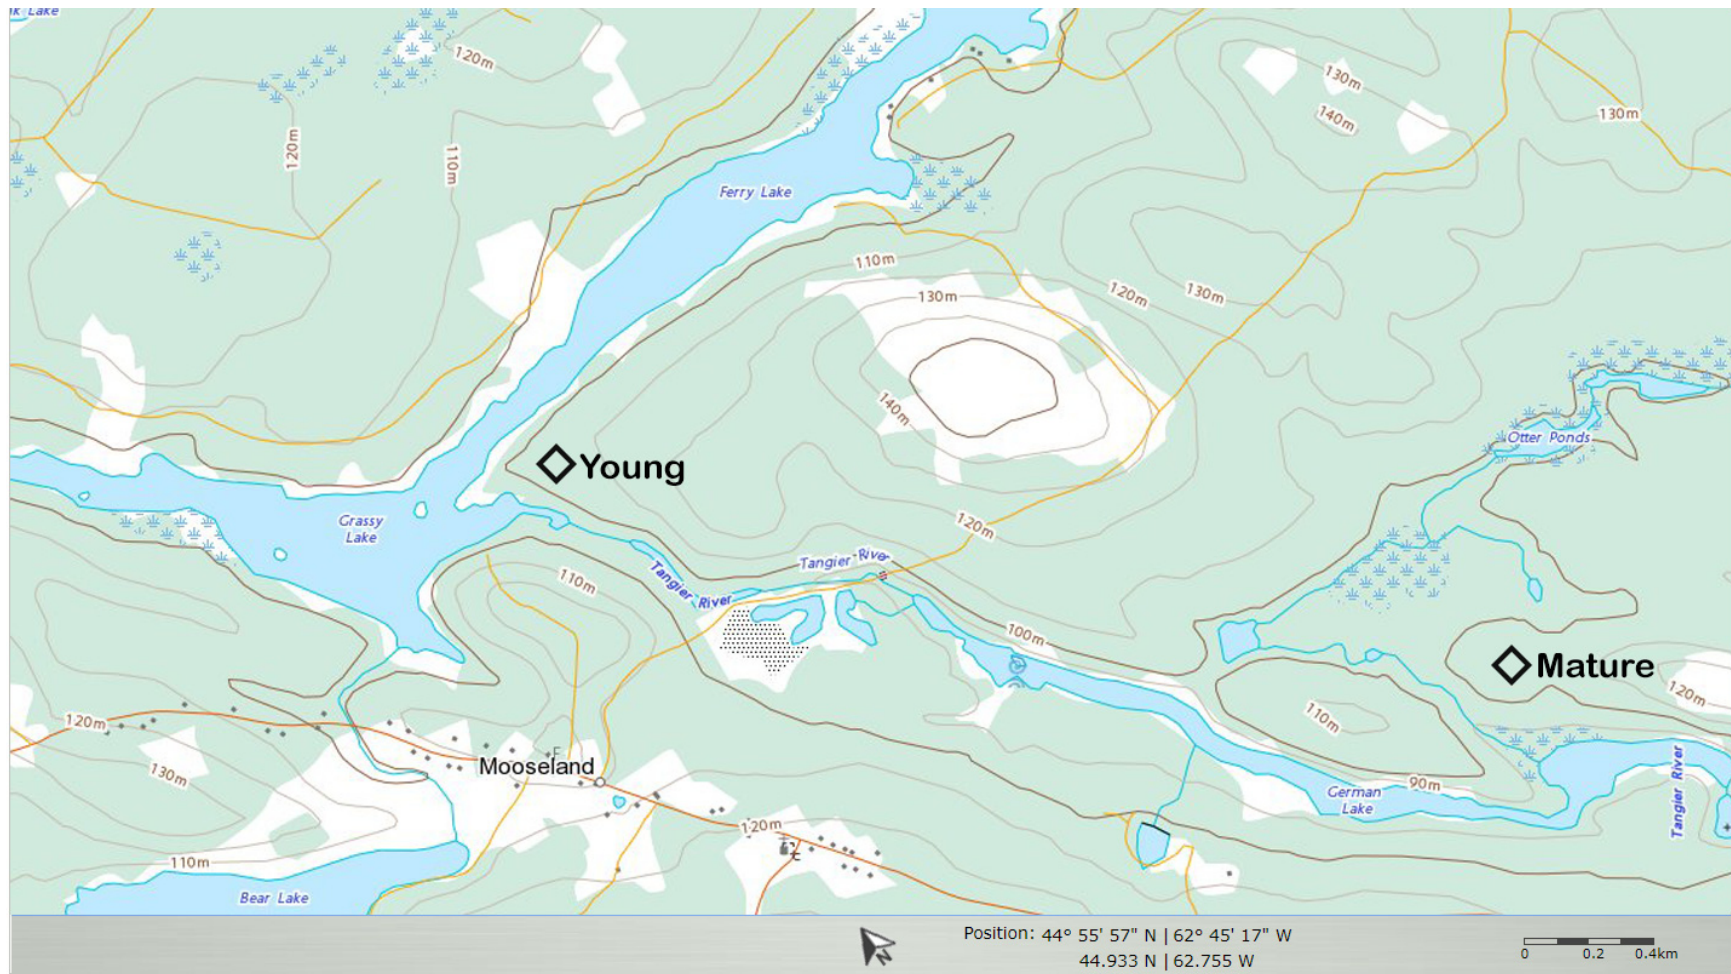 k Lake
120m
130m
140m
130m
120m
110m
Ferry Lake
110m
130m
120m
130m
140m
Otter Ponds
Young
Grassy
Lake
120m
Tangier River
110m
Tangier River
100m
Mature
120m
110m
120m
F
Mooseland
130m
German
Lake
90m
Tangier River
120m
110m
Bear Lake
Position: 44° 55' 57" N | 62° 45' 17" W
44.933 N | 62.755 W
0 0.2 0.4km